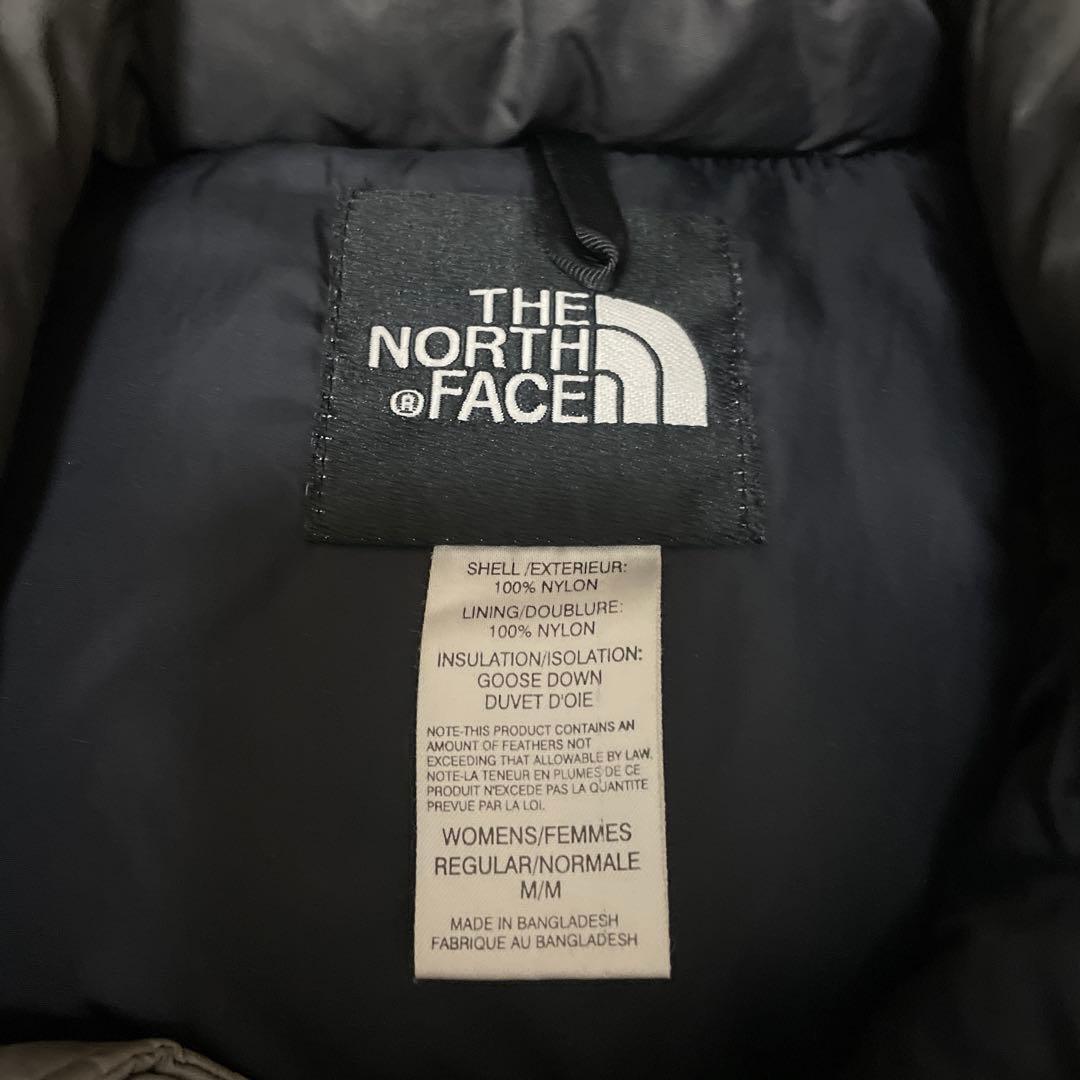 THE
NORTH
®FACE
SHELL /EXTERIEUR:
100% NYLON
LINING/DOUBLURE:
100% NYLON
INSULATION/ISOLATION:
GOOSE DOWN
DUVET D'OIE
NOTE-THIS PRODUCT CONTAINS AN
AMOUNT OF FEATHERS NOT
EXCEEDING THAT ALLOWABLE BY LAW.
NOTE-LA TENEUR EN PLUMES DE CE
PRODUIT N'EXCEDE PAS LA QUANTITE
PREVUE PAR LA LOI.
WOMENS/FEMMES
REGULAR/NORMALE
M/M
MADE IN BANGLADESH
FABRIQUE AU BANGLADESH